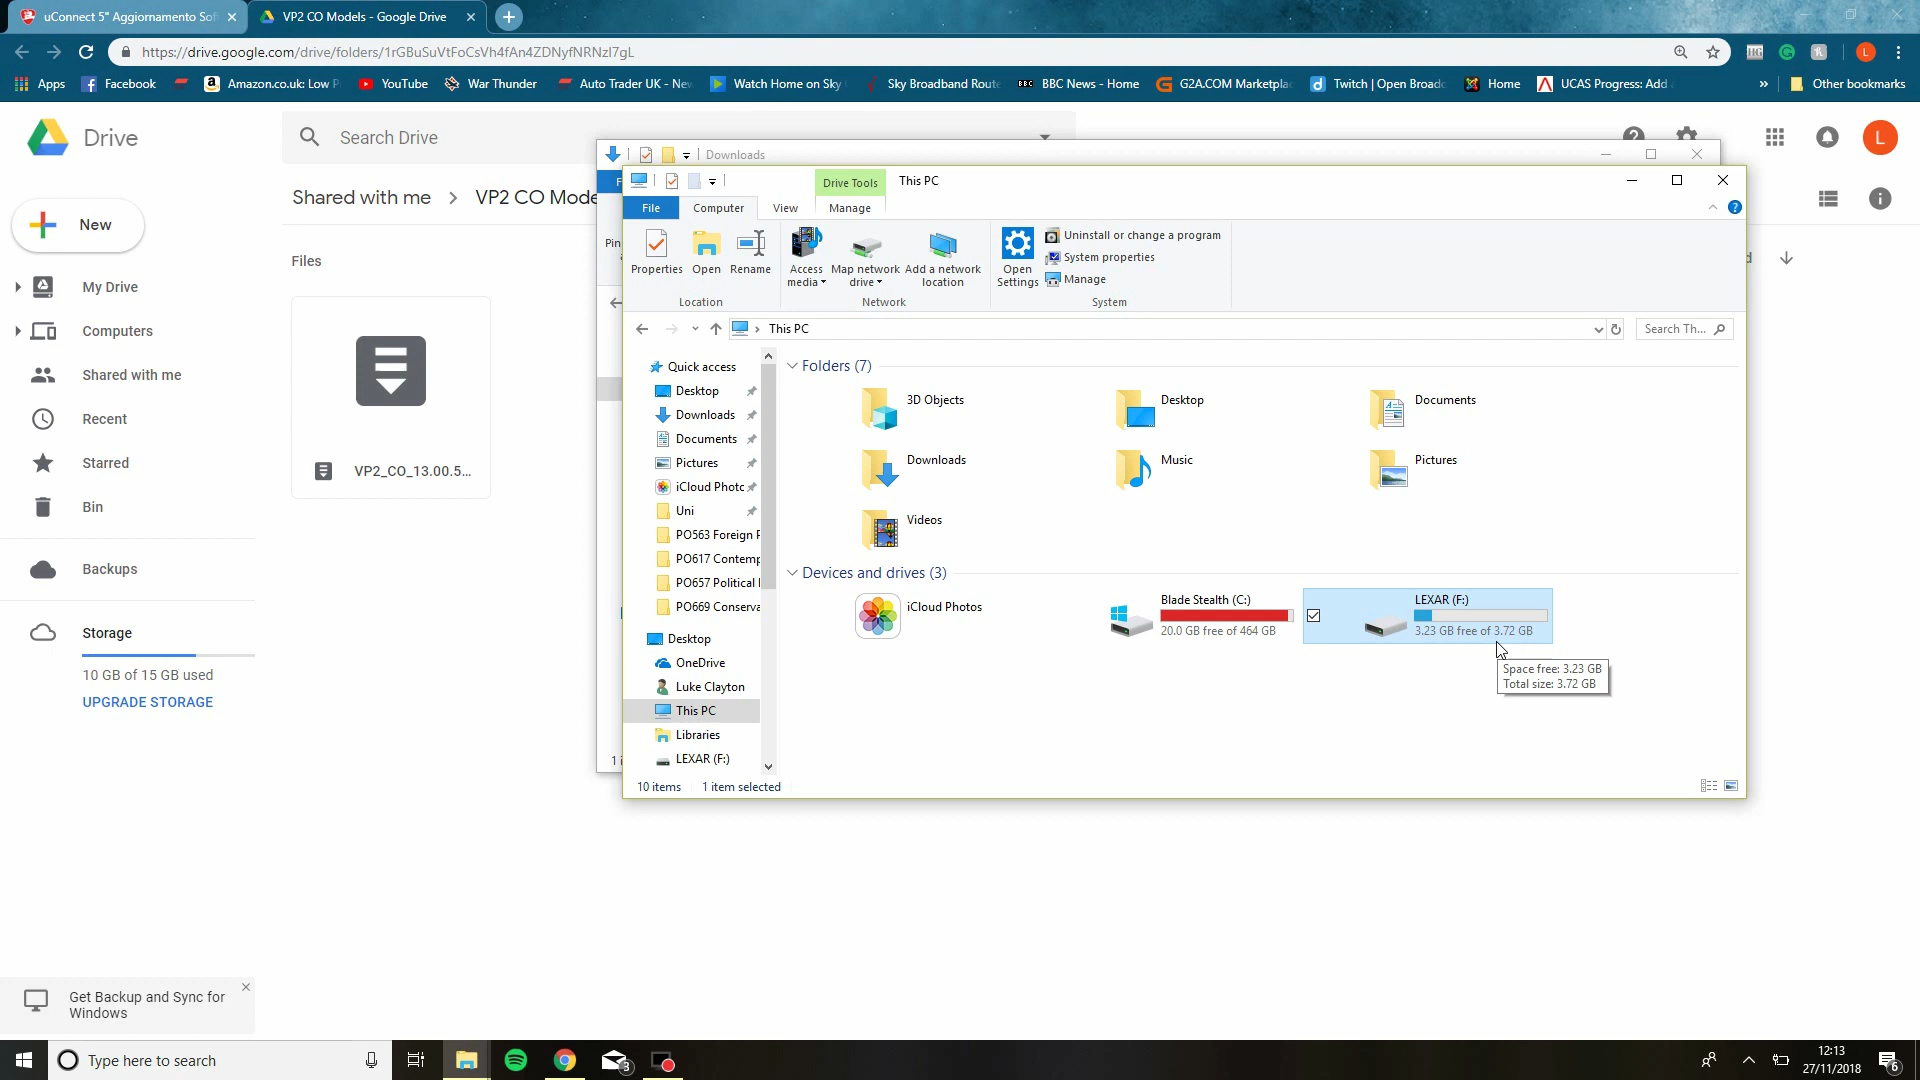 uConnect 5" Aggiornamento Sof
VP2 CO Models - Google Drive
https://drive.google.com/drive/folders/1rGBuSuVtFoCsVh4fAn4ZDNyfNRNzI7gL
Apps
Facebook
Amazon.co.uk: Low P
YouTube
War Thunder
Auto Trader UK - New
Watch Home on Sky
Sky Broadband Route
BBC
BBC News - Home
G2A.COM Marketplac
Twitch | Open Broadc
Home
UCAS Progress: Add
»
Other bookmarks
Drive
Search Drive
L
Shared with me > VP2 CO Mode
New
Files
My Drive
Computers
Shared with me
Recent
Starred
Bin
Backups
Storage
10 GB of 15 GB used
UPGRADE STORAGE
VP2_CO_13.00.5...
Get Backup and Sync for
Windows
Downloads
Drive Tools
This PC
File
Computer
View
Manage
Pin
Properties
Open
Rename
Location
Access
media
Map network
drive
Add a network
location
Network
Open
Settings
Uninstall or change a program
System properties
Manage
System
This PC
Search Th...
Quick access
Desktop
Downloads
Documents
Pictures
iCloud Photc
Uni
PO563 Foreign P
PO617 Contemp
PO657 Political I
PO669 Conserva
Desktop
OneDrive
Luke Clayton
This PC
Libraries
LEXAR (F:)
Folders (7)
3D Objects
Desktop
Documents
Downloads
Music
Pictures
Videos
Devices and drives (3)
iCloud Photos
Blade Stealth (C:)
20.0 GB free of 464 GB
LEXAR (F:)
3.23 GB free of 3.72 GB
Space free: 3.23 GB
Total size: 3.72 GB
10 items
1 item selected
Type here to search
3
12:13
27/11/2018
6